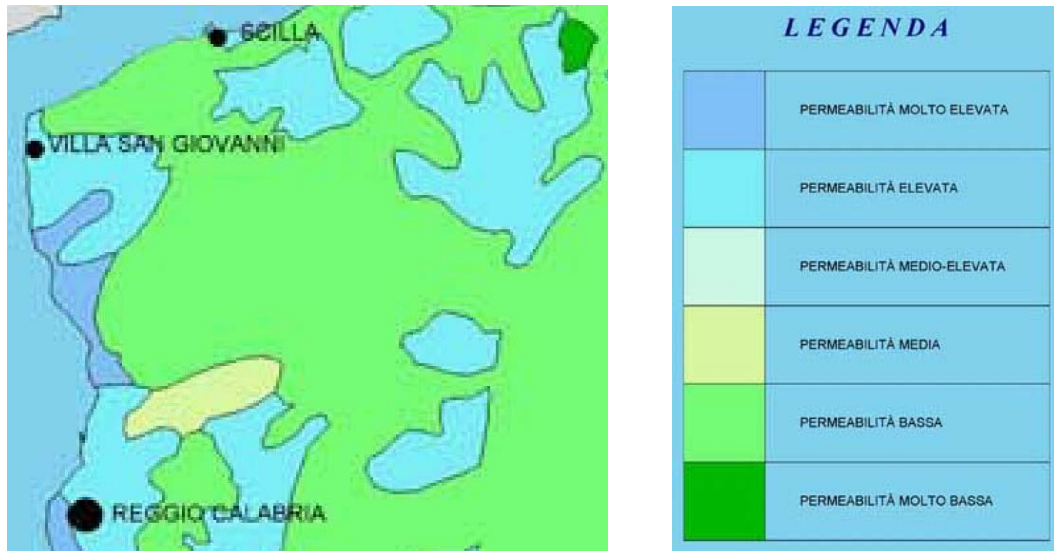 SCILLA
VILLA SAN GIOVANNI
REGGIO CALABRIA
LEGENDA
PERMEABILITÀ MOLTO ELEVATA
PERMEABILITÀ ELEVATA
PERMEABILITÀ MEDIO-ELEVATA
PERMEABILITÀ MEDIA
PERMEABILITÀ BASSA
PERMEABILITÀ MOLTO BASSA